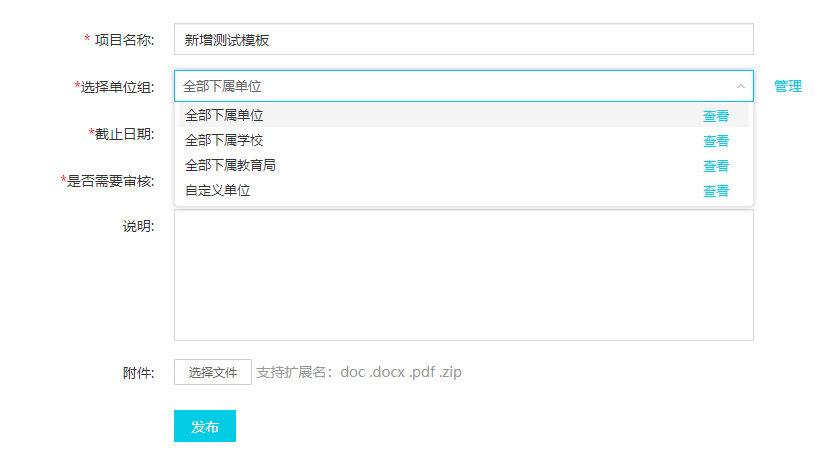 * 项目名称: 新增测试模板
*选择单位组: 全部下属单位 管理
全部下属单位 查看
*截止日期:
全部下属学校 查看
全部下属教育局 查看
*是否需要审核:
自定义单位 查看
说明:
附件: 选择文件 支持扩展名：doc .docx .pdf .zip
发布